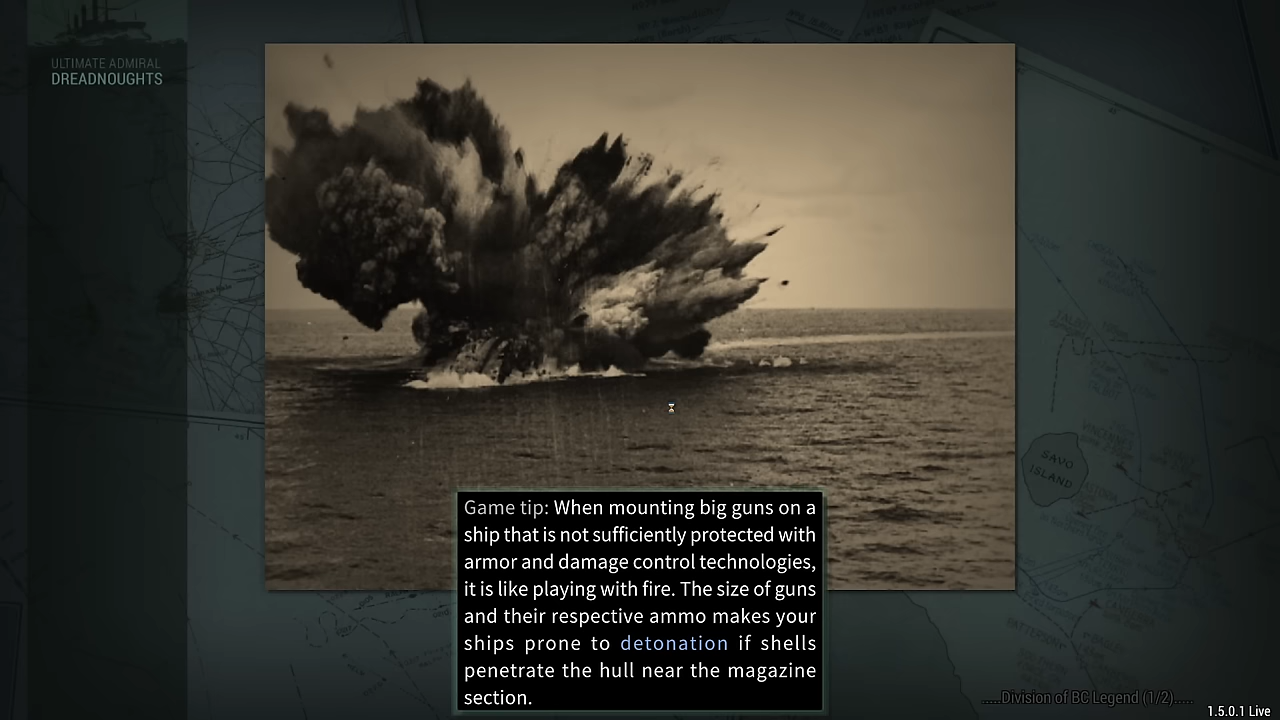 ULTIMATE ADMIRAL
DREADNOUGHTS
SAVO
ISLAND
Game tip: When mounting big guns on a
ship that is not sufficiently protected with
armor and damage control technologies,
it is like playing with fire. The size of guns
and their respective ammo makes your
ships prone to detonation if shells
penetrate the hull near the magazine
section.
.....Division of BC Legend (1/2).....
1.5.0.1 Live